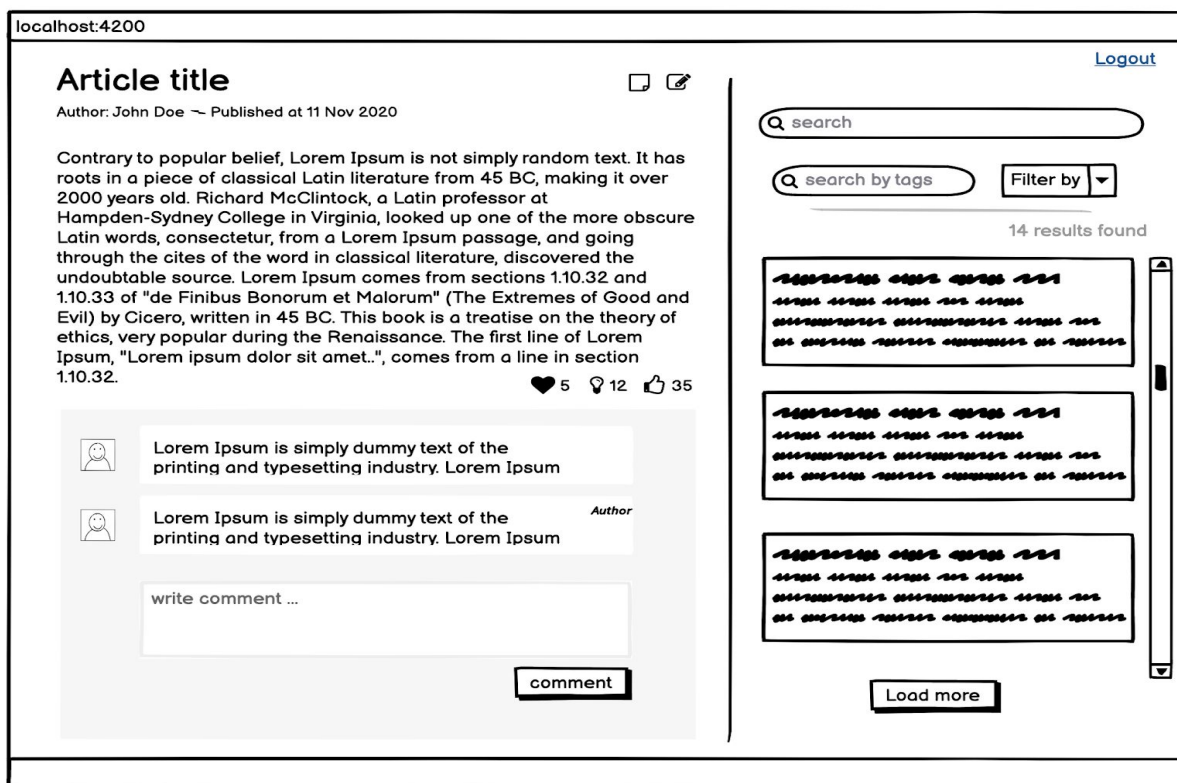 localhost:4200
Article title
Author: John Doe ~ Published at 11 Nov 2020
Contrary to popular belief, Lorem Ipsum is not simply random text. It has
roots in a piece of classical Latin literature from 45 BC, making it over
2000 years old. Richard McClintock, a Latin professor at
Hampden-Sydney College in Virginia, looked up one of the more obscure
Latin words, consectetur, from a Lorem Ipsum passage, and going
through the cites of the word in classical literature, discovered the
undoubtable source. Lorem Ipsum comes from sections 1.10.32 and
1.10.33 of "de Finibus Bonorum et Malorum" (The Extremes of Good and
Evil) by Cicero, written in 45 BC. This book is a treatise on the theory of
ethics, very popular during the Renaissance. The first line of Lorem
Ipsum, "Lorem ipsum dolor sit amet..", comes from a line in section
1.10.32.
5 12 35
Lorem Ipsum is simply dummy text of the
printing and typesetting industry. Lorem Ipsum
Author
Lorem Ipsum is simply dummy text of the
printing and typesetting industry. Lorem Ipsum
write comment ...
comment
Logout
search
search by tags
Filter by
14 results found
Load more